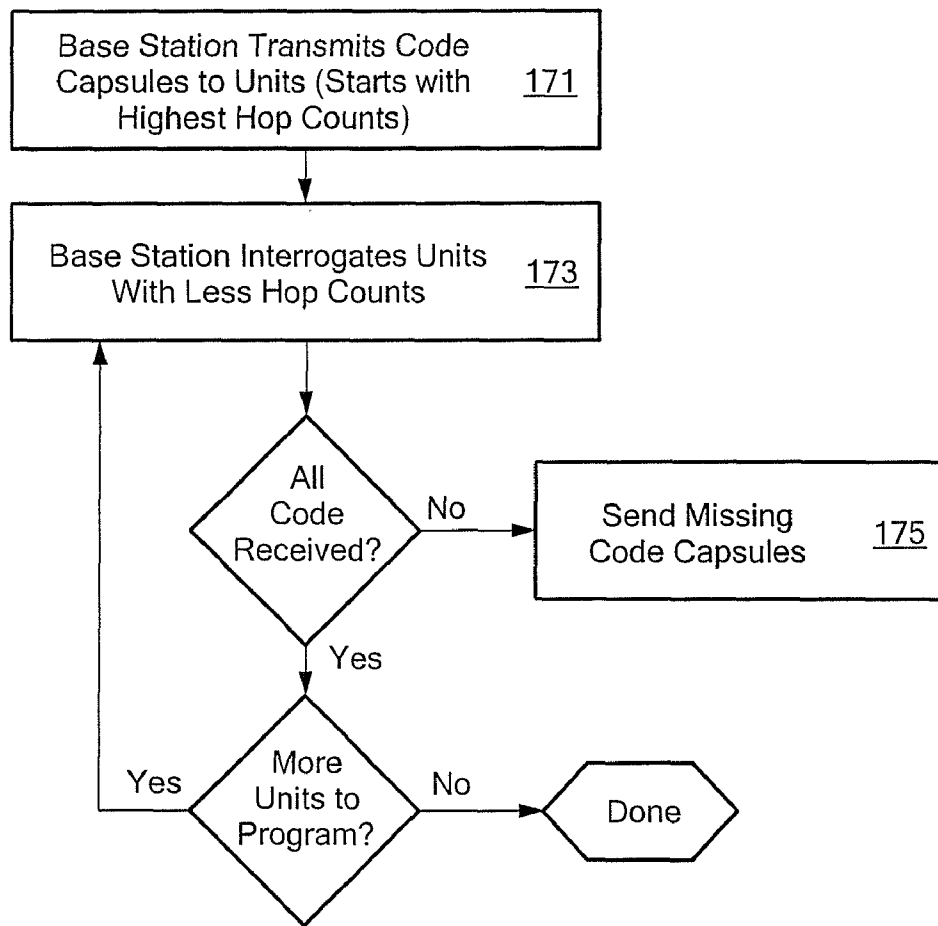 Base Station Transmits Code
Capsules to Units (Starts with
Highest Hop Counts)
171
Base Station Interrogates Units
With Less Hop Counts
173
All
Code
Received?
No
Send Missing
Code Capsules
175
Yes
More
Units to
Program?
Yes
No
Done